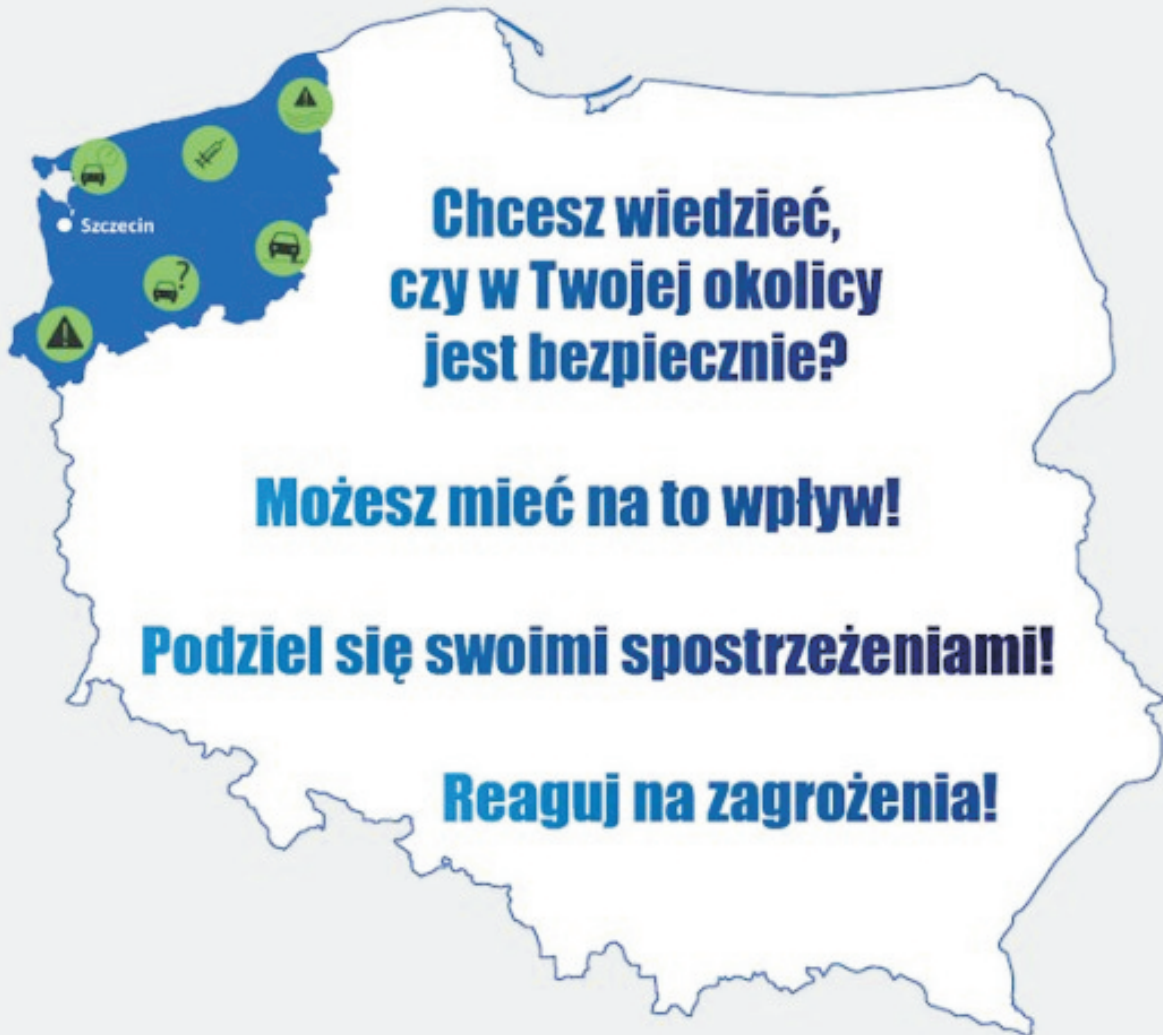 Szczecin
?
Chcesz wiedzieć,
czy w Twojej okolicy
jest bezpiecznie?
Możesz mieć na to wpływ!
Podziel się swoimi spostrzeżeniami!
Reaguj na zagrożenia!